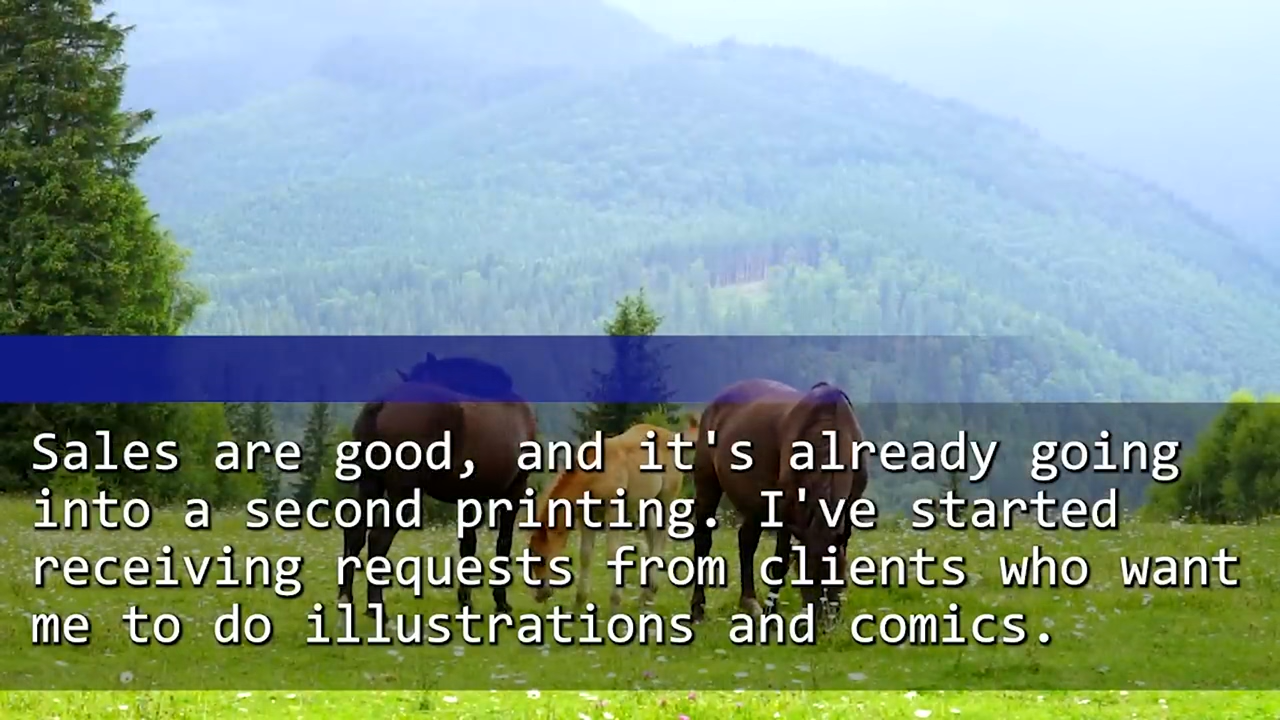 Sales are good, and it's already going
into a second printing. I've started
receiving requests from clients who want
me to do illustrations and comics.